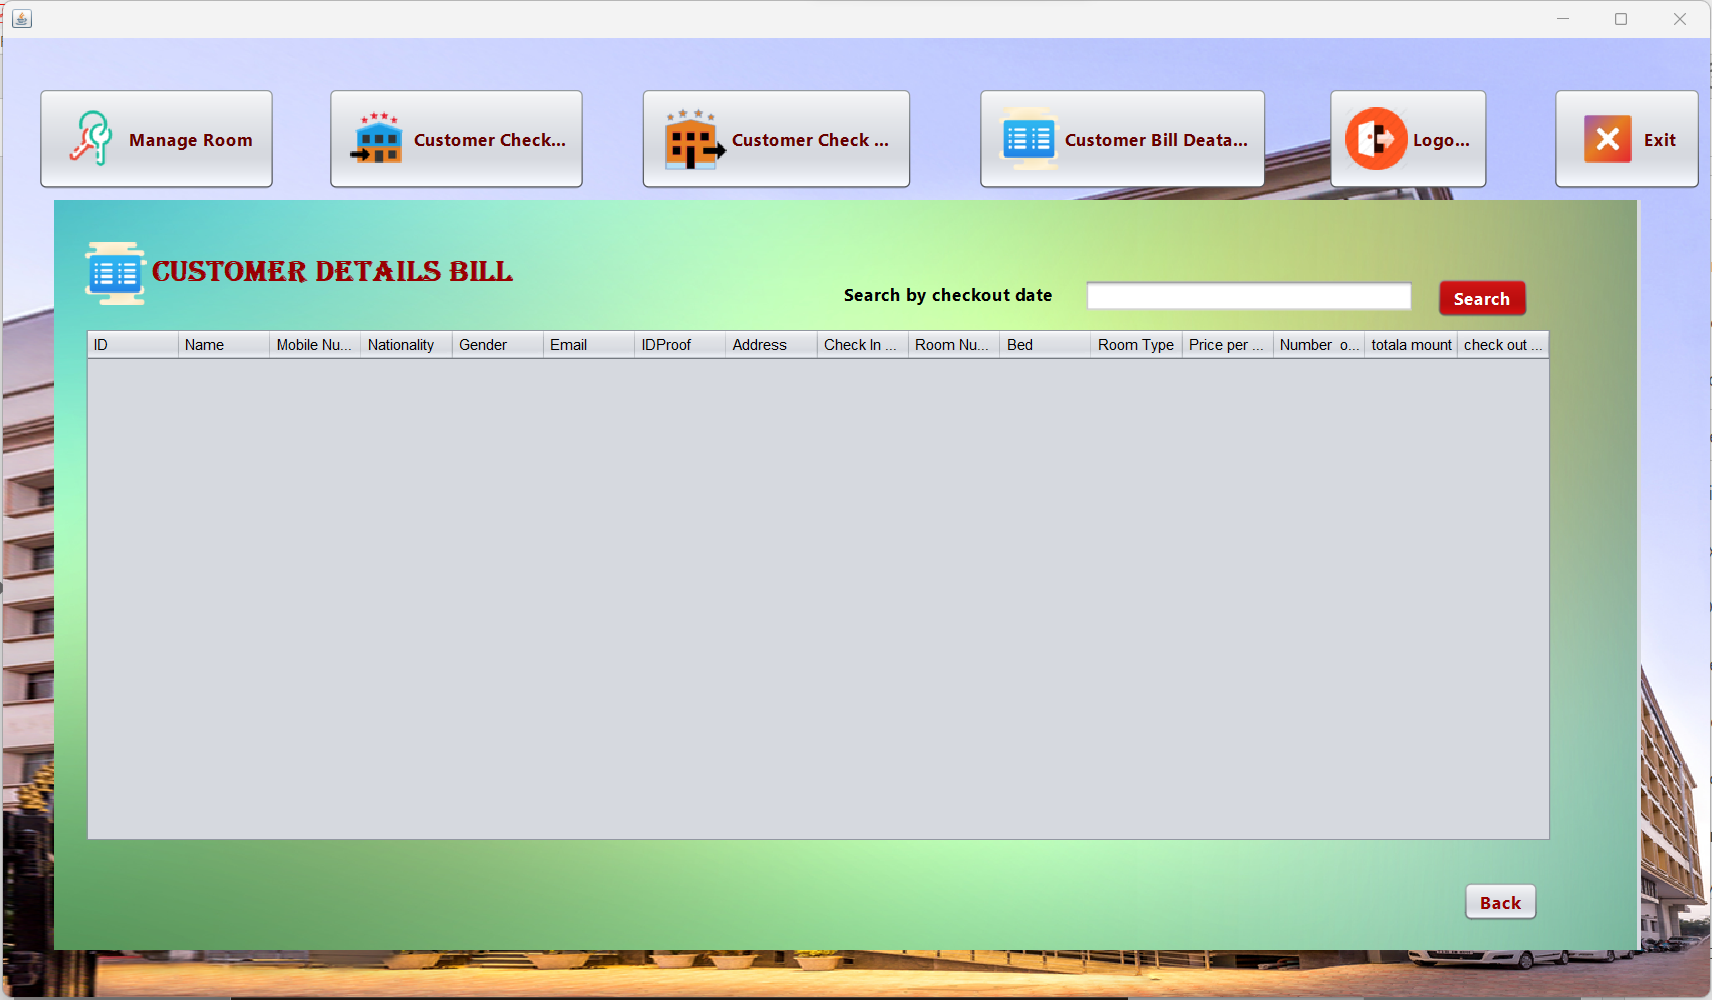 Manage Room
Customer Check...
Customer Check ...
Customer Bill Deata...
Logo...
Exit
CUSTOMER DETAILS BILL
Search by checkout date
Search
ID Name Mobile Nu... Nationality Gender Email IDProof Address Check In ... Room Nu... Bed Room Type Price per ... Number o... totala mount check out ...
Back